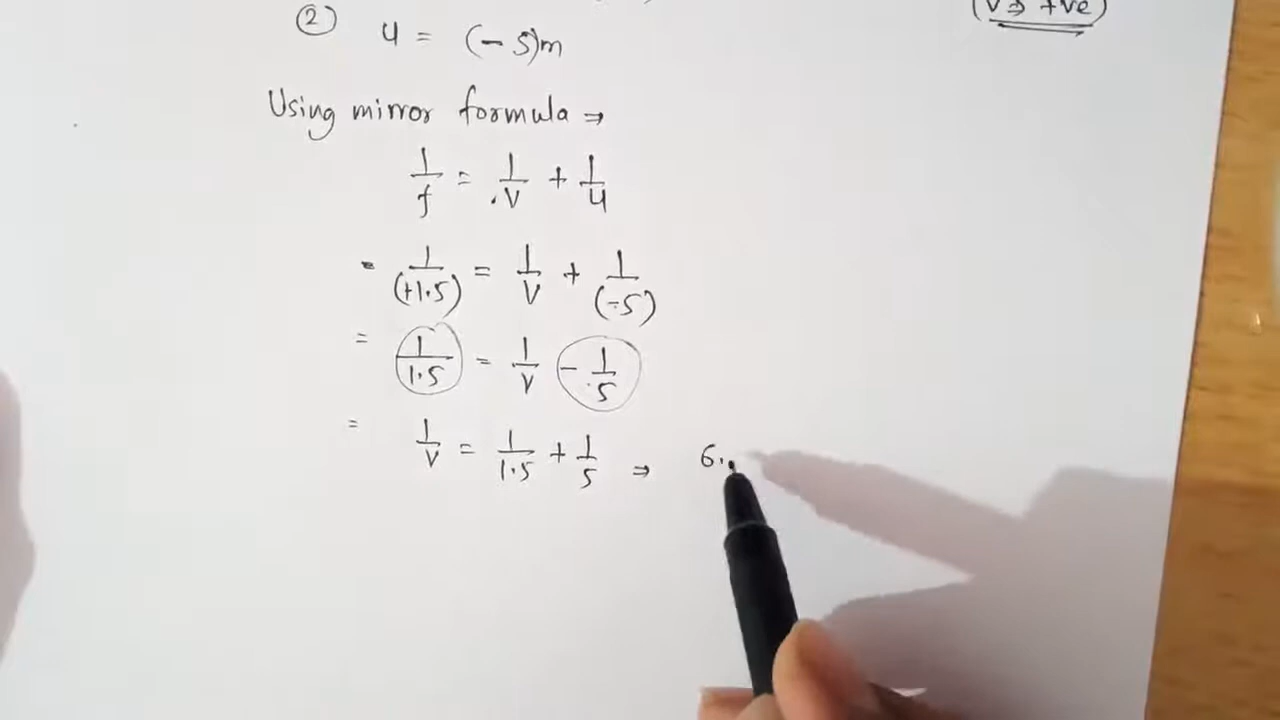 (v ⇒ +ve)
② u = (- 5)m
Using mirror formula ⇒
1/f = 1/v + 1/u
= 1/(+1.5) = 1/v + 1/(-5)
= 1/1.5 = 1/v - 1/5
= 1/v = 1/1.5 + 1/5 ⇒ 6.